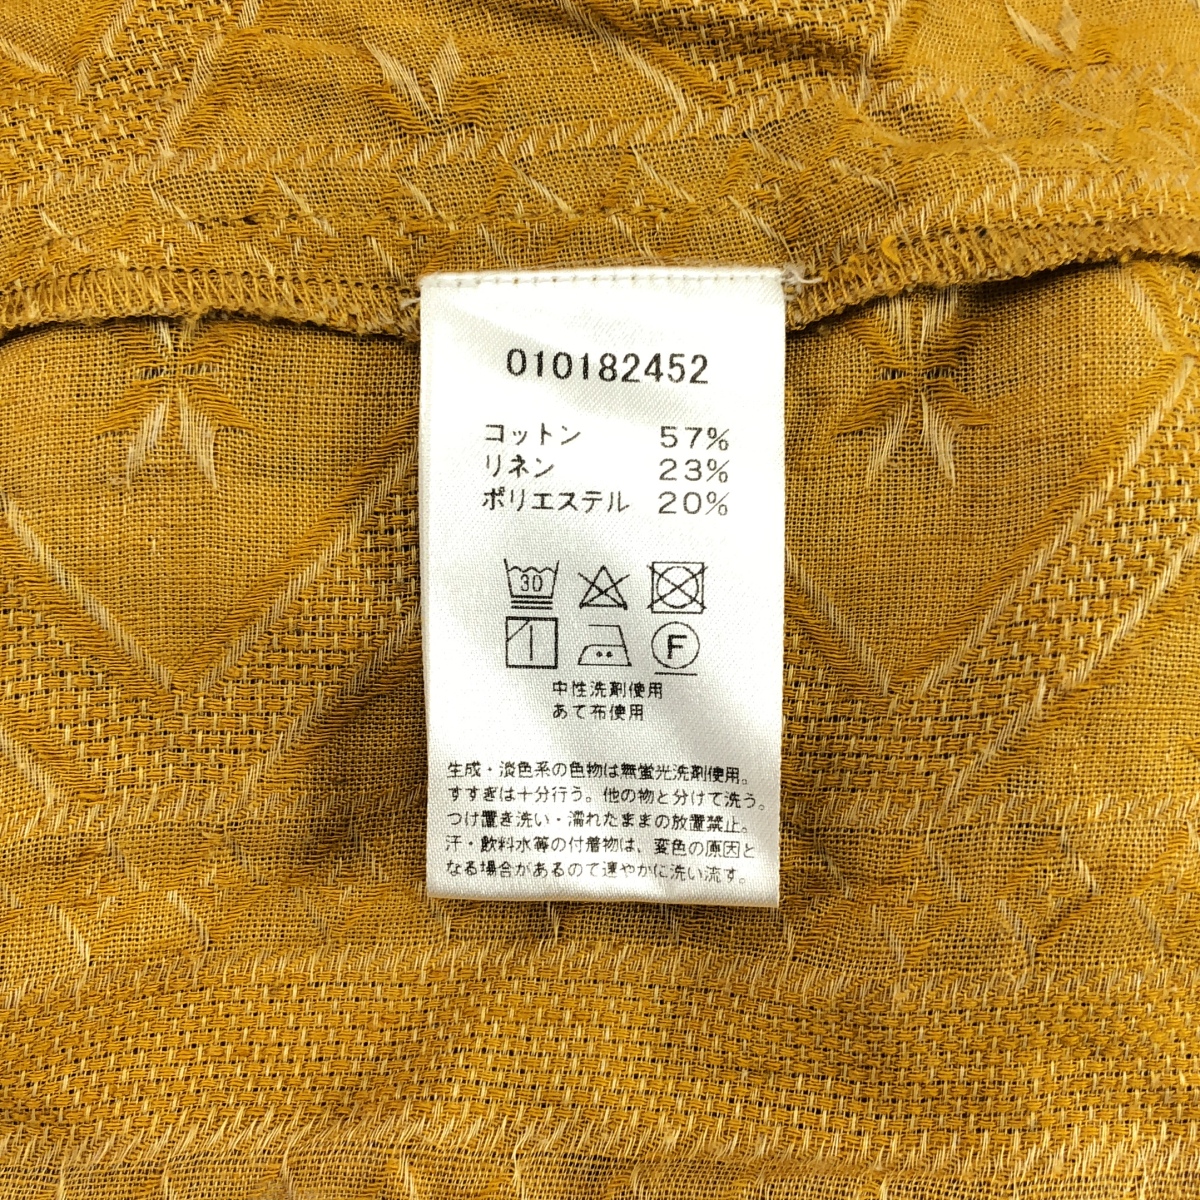 010182452
コットン 57%
リネン 23%
ポリエステル 20%
30
F
中性洗剤使用
あて布使用
生成・淡色系の色物は無蛍光洗剤使用。
すすぎは十分行う。他の物と分けて洗う。
つけ置き洗い・濡れたままの放置禁止。
汗・飲料水等の付着物は、変色の原因と
なる場合があるので速やかに洗い流す。